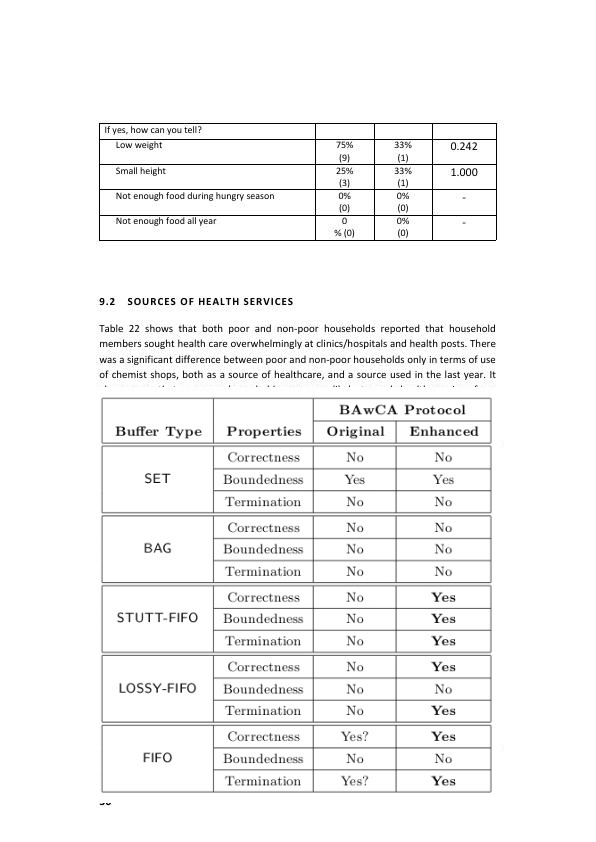 If yes, how can you tell?
Low weight 75% 33% 0.242
(9) (1)
Small height 25% 33% 1.000
(3) (1)
Not enough food during hungry season 0% 0% -
(0) (0)
Not enough food all year 0 0% -
% (0) (0)
9.2 SOURCES OF HEALTH SERVICES
Table 22 shows that both poor and non-poor households reported that household
members sought health care overwhelmingly at clinics/hospitals and health posts. There
was a significant difference between poor and non-poor households only in terms of use
of chemist shops, both as a source of healthcare, and a source used in the last year. It
BAwCA Protocol
Buffer Type Properties Original Enhanced
Correctness No No
SET Boundedness Yes Yes
Termination No No
Correctness No No
BAG Boundedness No No
Termination No No
Correctness No Yes
STUTT-FIFO Boundedness No Yes
Termination No Yes
Correctness No Yes
LOSSY-FIFO Boundedness No No
Termination No Yes
Correctness Yes? Yes
FIFO Boundedness No No
Termination Yes? Yes